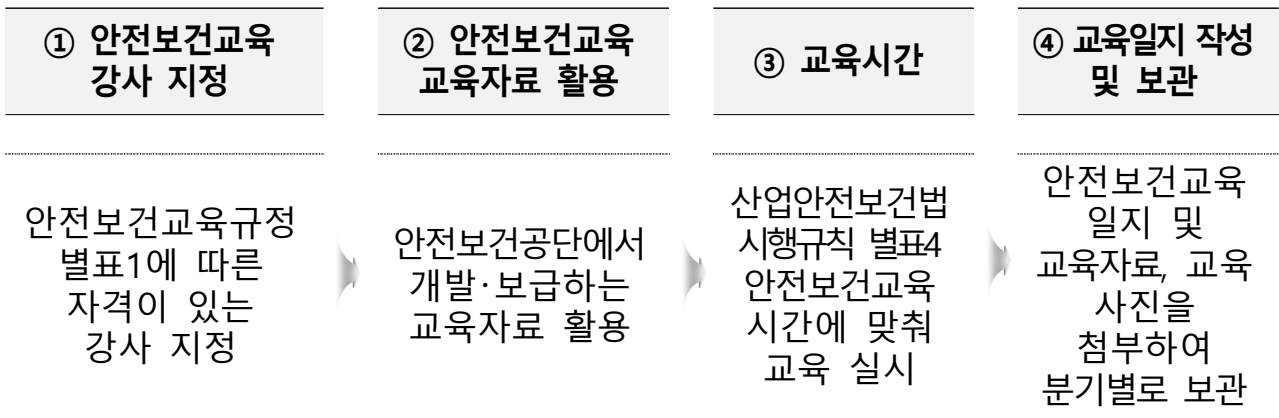 ① 안전보건교육
강사 지정
② 안전보건교육
교육자료 활용
③ 교육시간
④ 교육일지 작성
및 보관
안전보건교육규정
별표1에 따른
자격이 있는
강사 지정
안전보건공단에서
개발·보급하는
교육자료 활용
산업안전보건법
시행규칙 별표4
안전보건교육
시간에 맞춰
교육 실시
안전보건교육
일지 및
교육자료, 교육
사진을
첨부하여
분기별로 보관